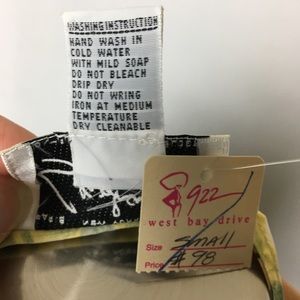 WASHING INSTRUCTION
HAND WASH IN
COLD WATER
WITH MILD SOAP
DO NOT BLEACH
DRIP DRY
DO NOT WRING
IRON AT MEDIUM
TEMPERATURE
DRY CLEANABLE
922
west bay drive
Size SMALL
Price $98